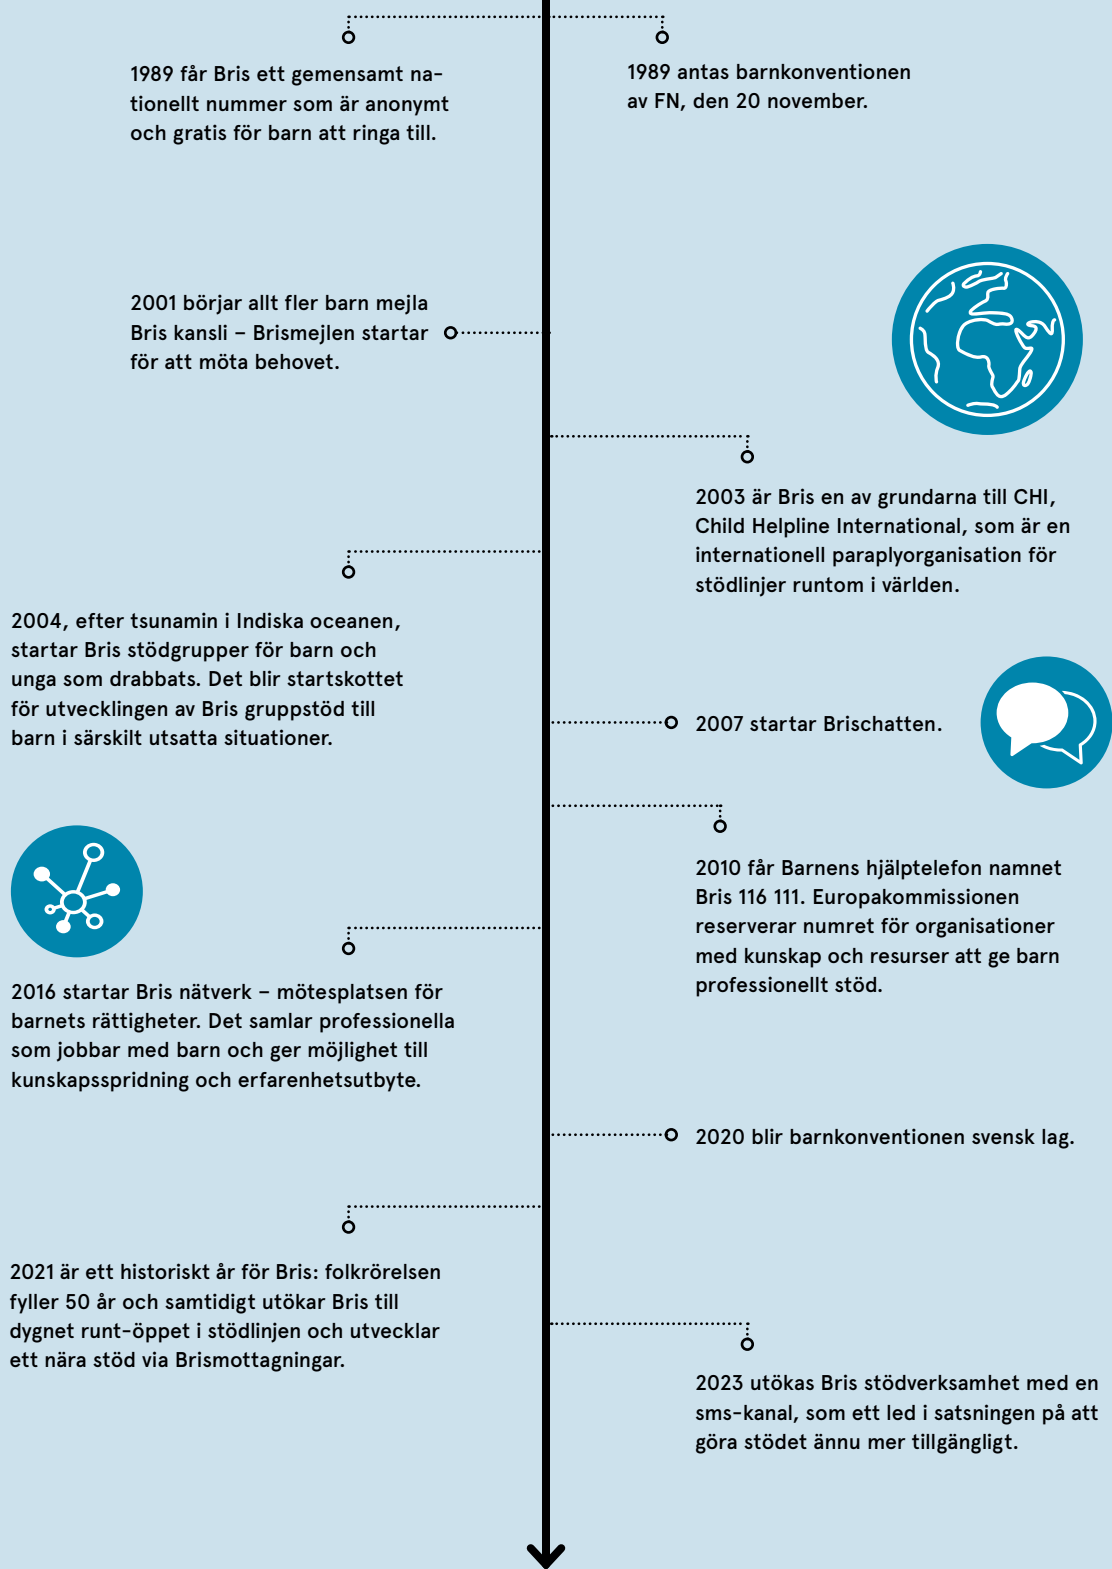 1989 får Bris ett gemensamt na-
tionellt nummer som är anonymt
och gratis för barn att ringa till.
1989 antas barnkonventionen
av FN, den 20 november.
2001 börjar allt fler barn mejla
Bris kansli – Brismejlen startar
för att möta behovet.
2003 är Bris en av grundarna till CHI,
Child Helpline International, som är en
internationell paraplyorganisation för
stödlinjer runtom i världen.
2004, efter tsunamin i Indiska oceanen,
startar Bris stödgrupper för barn och
unga som drabbats. Det blir startskottet
för utvecklingen av Bris gruppstöd till
barn i särskilt utsatta situationer.
2007 startar Brischatten.
2010 får Barnens hjälptelefon namnet
Bris 116 111. Europakommissionen
reserverar numret för organisationer
med kunskap och resurser att ge barn
professionellt stöd.
2016 startar Bris nätverk – mötesplatsen för
barnets rättigheter. Det samlar professionella
som jobbar med barn och ger möjlighet till
kunskapsspridning och erfarenhetsutbyte.
2020 blir barnkonventionen svensk lag.
2021 är ett historiskt år för Bris: folkrörelsen
fyller 50 år och samtidigt utökar Bris till
dygnet runt-öppet i stödlinjen och utvecklar
ett nära stöd via Brismottagningar.
2023 utökas Bris stödverksamhet med en
sms-kanal, som ett led i satsningen på att
göra stödet ännu mer tillgängligt.